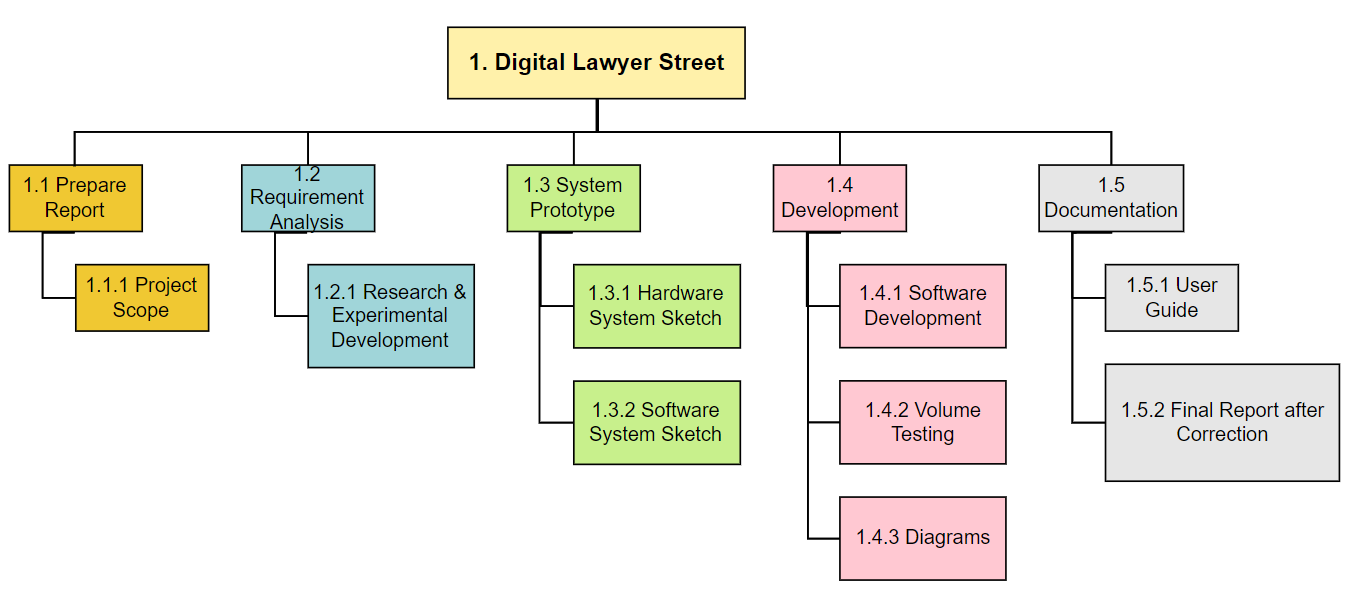 1. Digital Lawyer Street
1.1 Prepare
Report
1.2
Requirement
Analysis
1.3 System
Prototype
1.4
Development
1.5
Documentation
1.1.1 Project
Scope
1.2.1 Research &
Experimental
Development
1.3.1 Hardware
System Sketch
1.3.2 Software
System Sketch
1.4.1 Software
Development
1.4.2 Volume
Testing
1.4.3 Diagrams
1.5.1 User
Guide
1.5.2 Final Report after
Correction